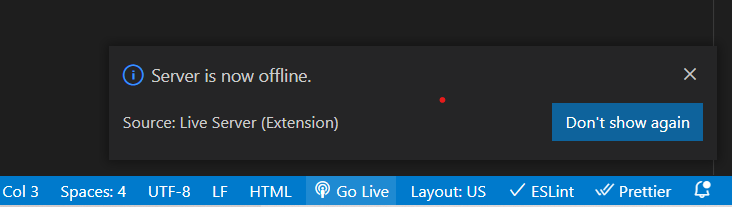 Server is now offline.
Source: Live Server (Extension)
Don't show again
Col 3 Spaces: 4 UTF-8 LF HTML Go Live Layout: US ESLint Prettier